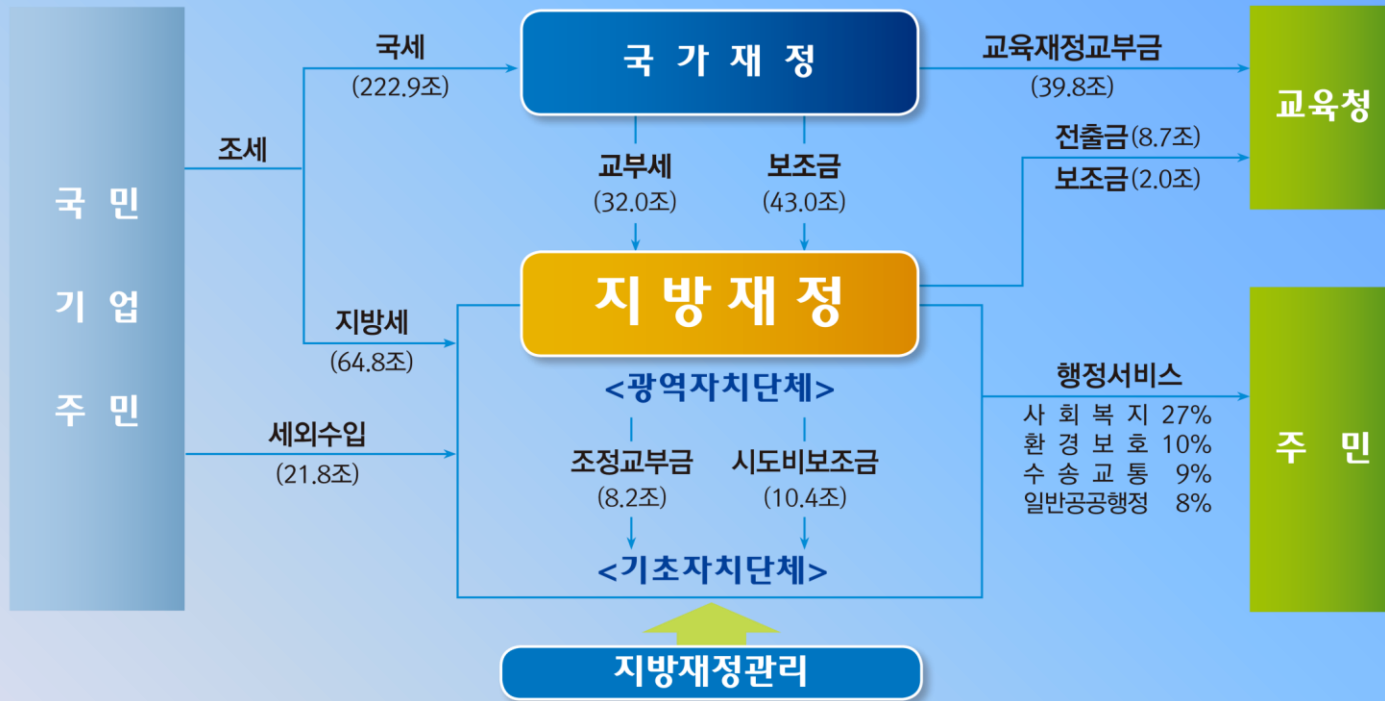 국 민
기 업
주 민
조세
국세
(222.9조)
지방세
(64.8조)
세외수입
(21.8조)
국 가 재 정
교부세
(32.0조)
보조금
(43.0조)
지 방 재 정
<광역자치단체>
조정교부금
(8.2조)
시도비보조금
(10.4조)
<기초자치단체>
지방재정관리
교육재정교부금
(39.8조)
전출금(8.7조)
보조금(2.0조)
교육청
행정서비스
사 회 복 지 27%
환 경 보 호 10%
수 송 교 통 9%
일반공공행정 8%
주 민